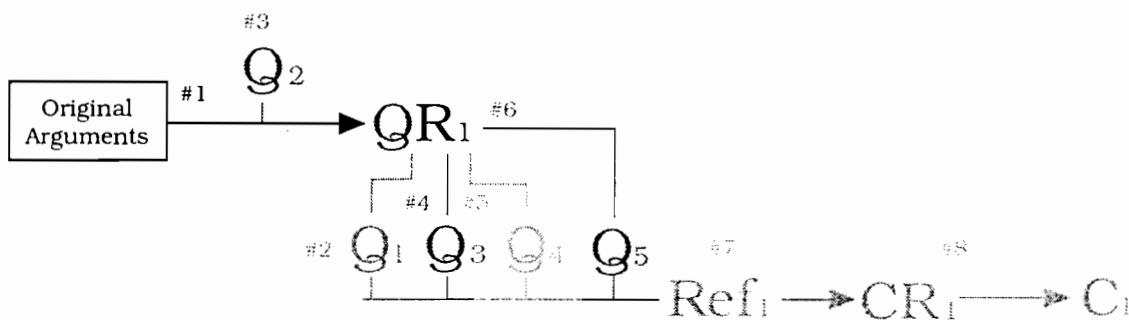 #3
Q2
#1
Original
Arguments
QR1
#6
#4
#5
#2
Q1
Q3
Q4
Q5
#7
#8
Ref1
CR1
C1